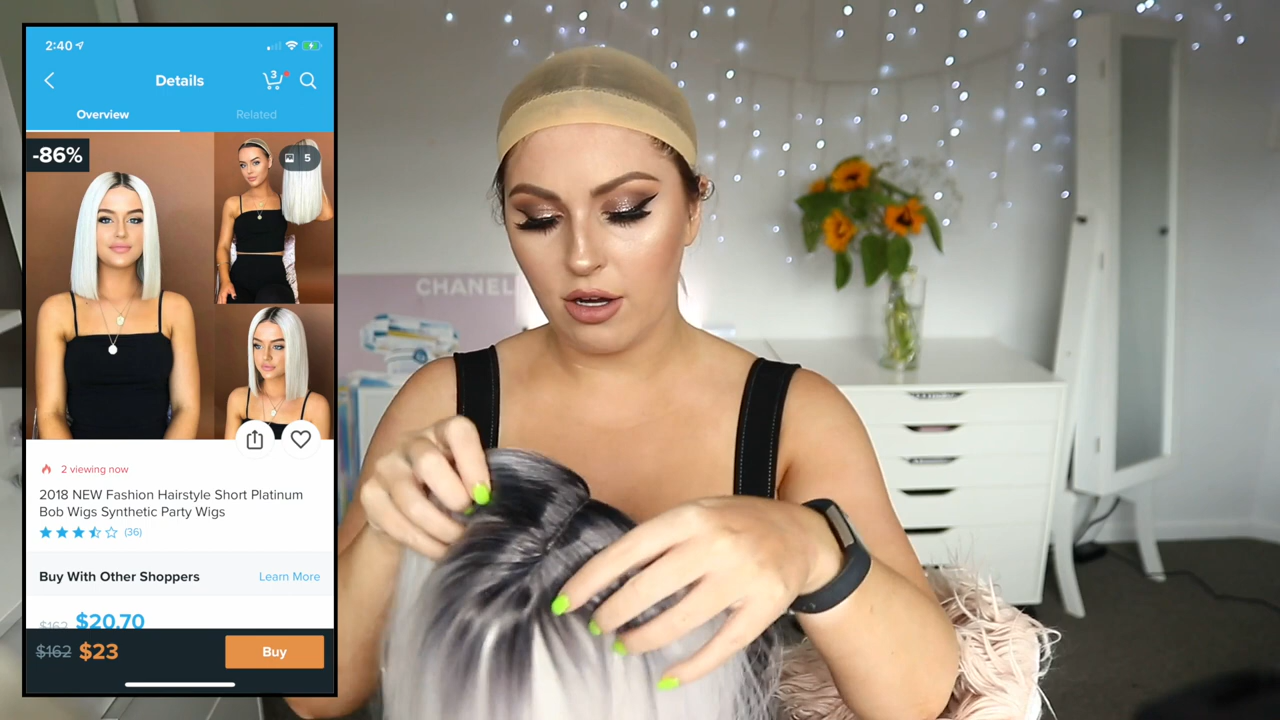 2:40
Details
3
Overview
Related
-86%
5
2 viewing now
2018 NEW Fashion Hairstyle Short Platinum
Bob Wigs Synthetic Party Wigs
(36)
Buy With Other Shoppers
Learn More
$162 $20.70
$162 $23
Buy
CHANEL